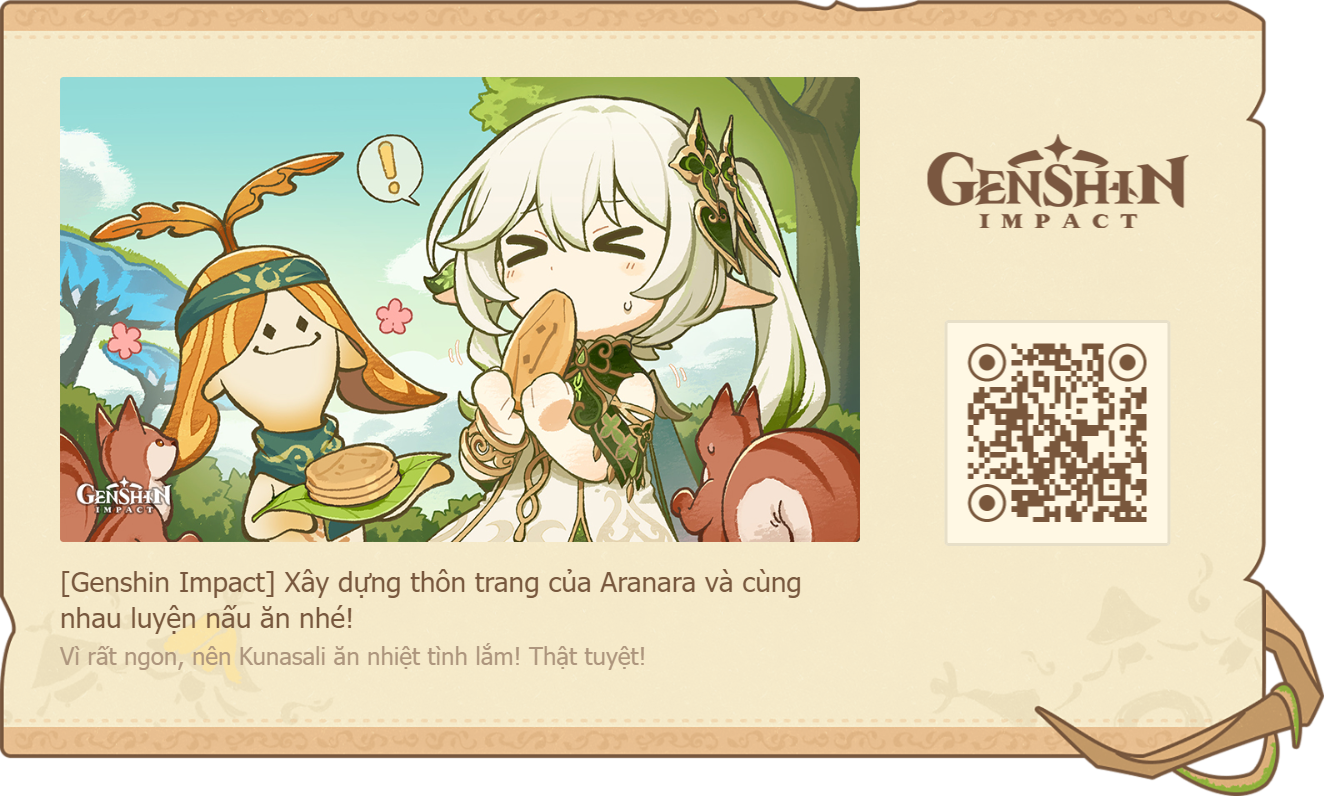 GENSHIN
IMPACT
!
GENSHIN
IMPACT
[Genshin Impact] Xây dựng thôn trang của Aranara và cùng
nhau luyện nấu ăn nhé!
Vì rất ngon, nên Kunasali ăn nhiệt tình lắm! Thật tuyệt!